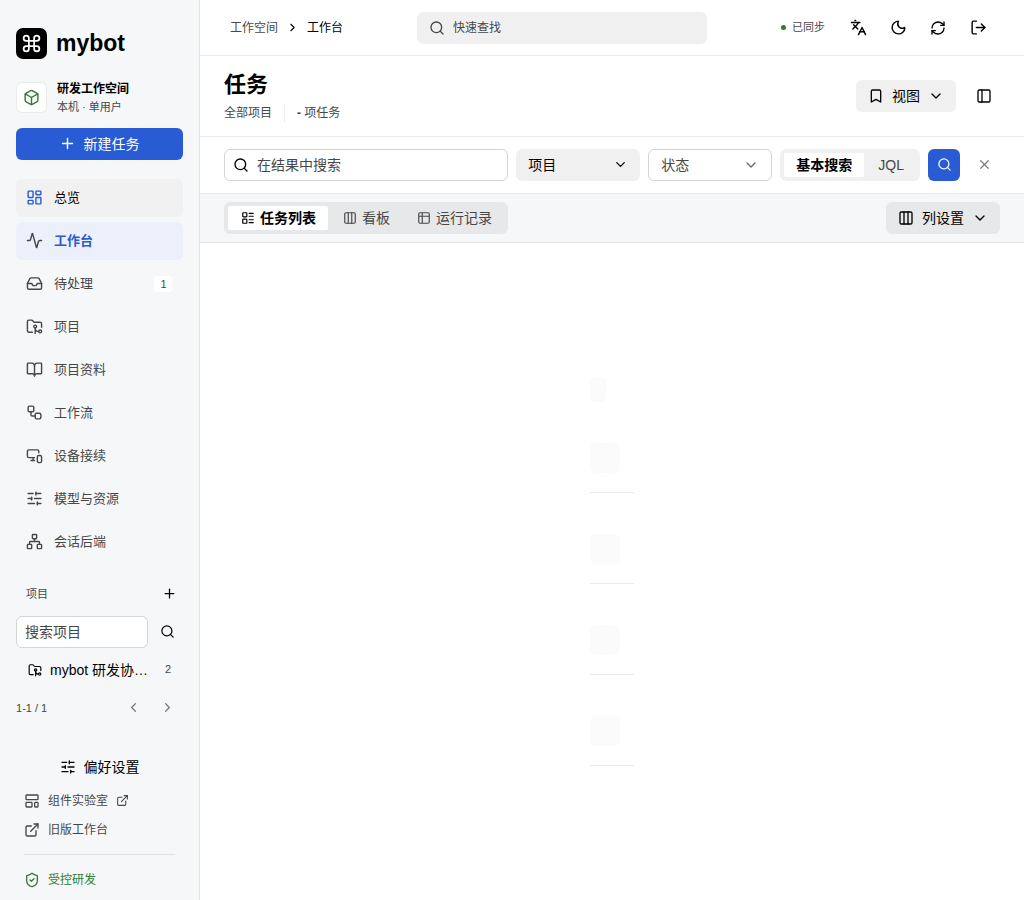 mybot
研发工作空间
本机 · 单用户
新建任务
总览
工作台
待处理 1
项目
项目资料
工作流
设备接续
模型与资源
会话后端
项目
搜索项目
mybot 研发协… 2
1-1 / 1
偏好设置
组件实验室
旧版工作台
受控研发
工作空间 工作台
快速查找
已同步
任务
全部项目 - 项任务
视图
在结果中搜索
项目
状态
基本搜索 JQL
任务列表 看板 运行记录
列设置